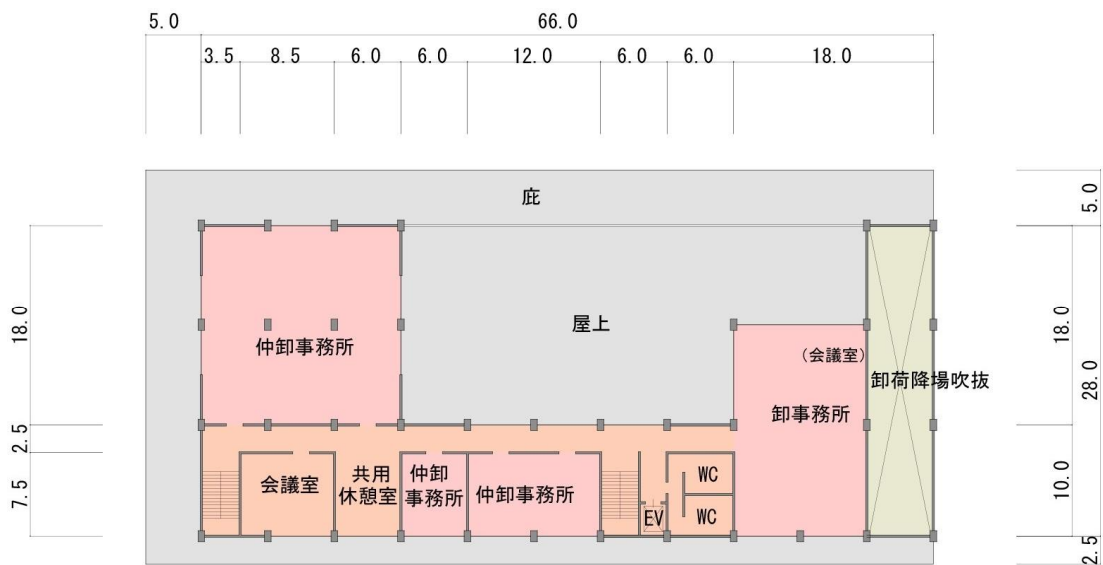 5.0
66.0
3.5
8.5
6.0
6.0
12.0
6.0
6.0
18.0
庇
5.0
18.0
屋上
18.0
仲卸事務所
(会議室)
28.0
卸荷降場吹抜
卸事務所
2.5
7.5
会議室
共用
休憩室
仲卸
事務所
仲卸事務所
WC
10.0
EV
WC
2.5